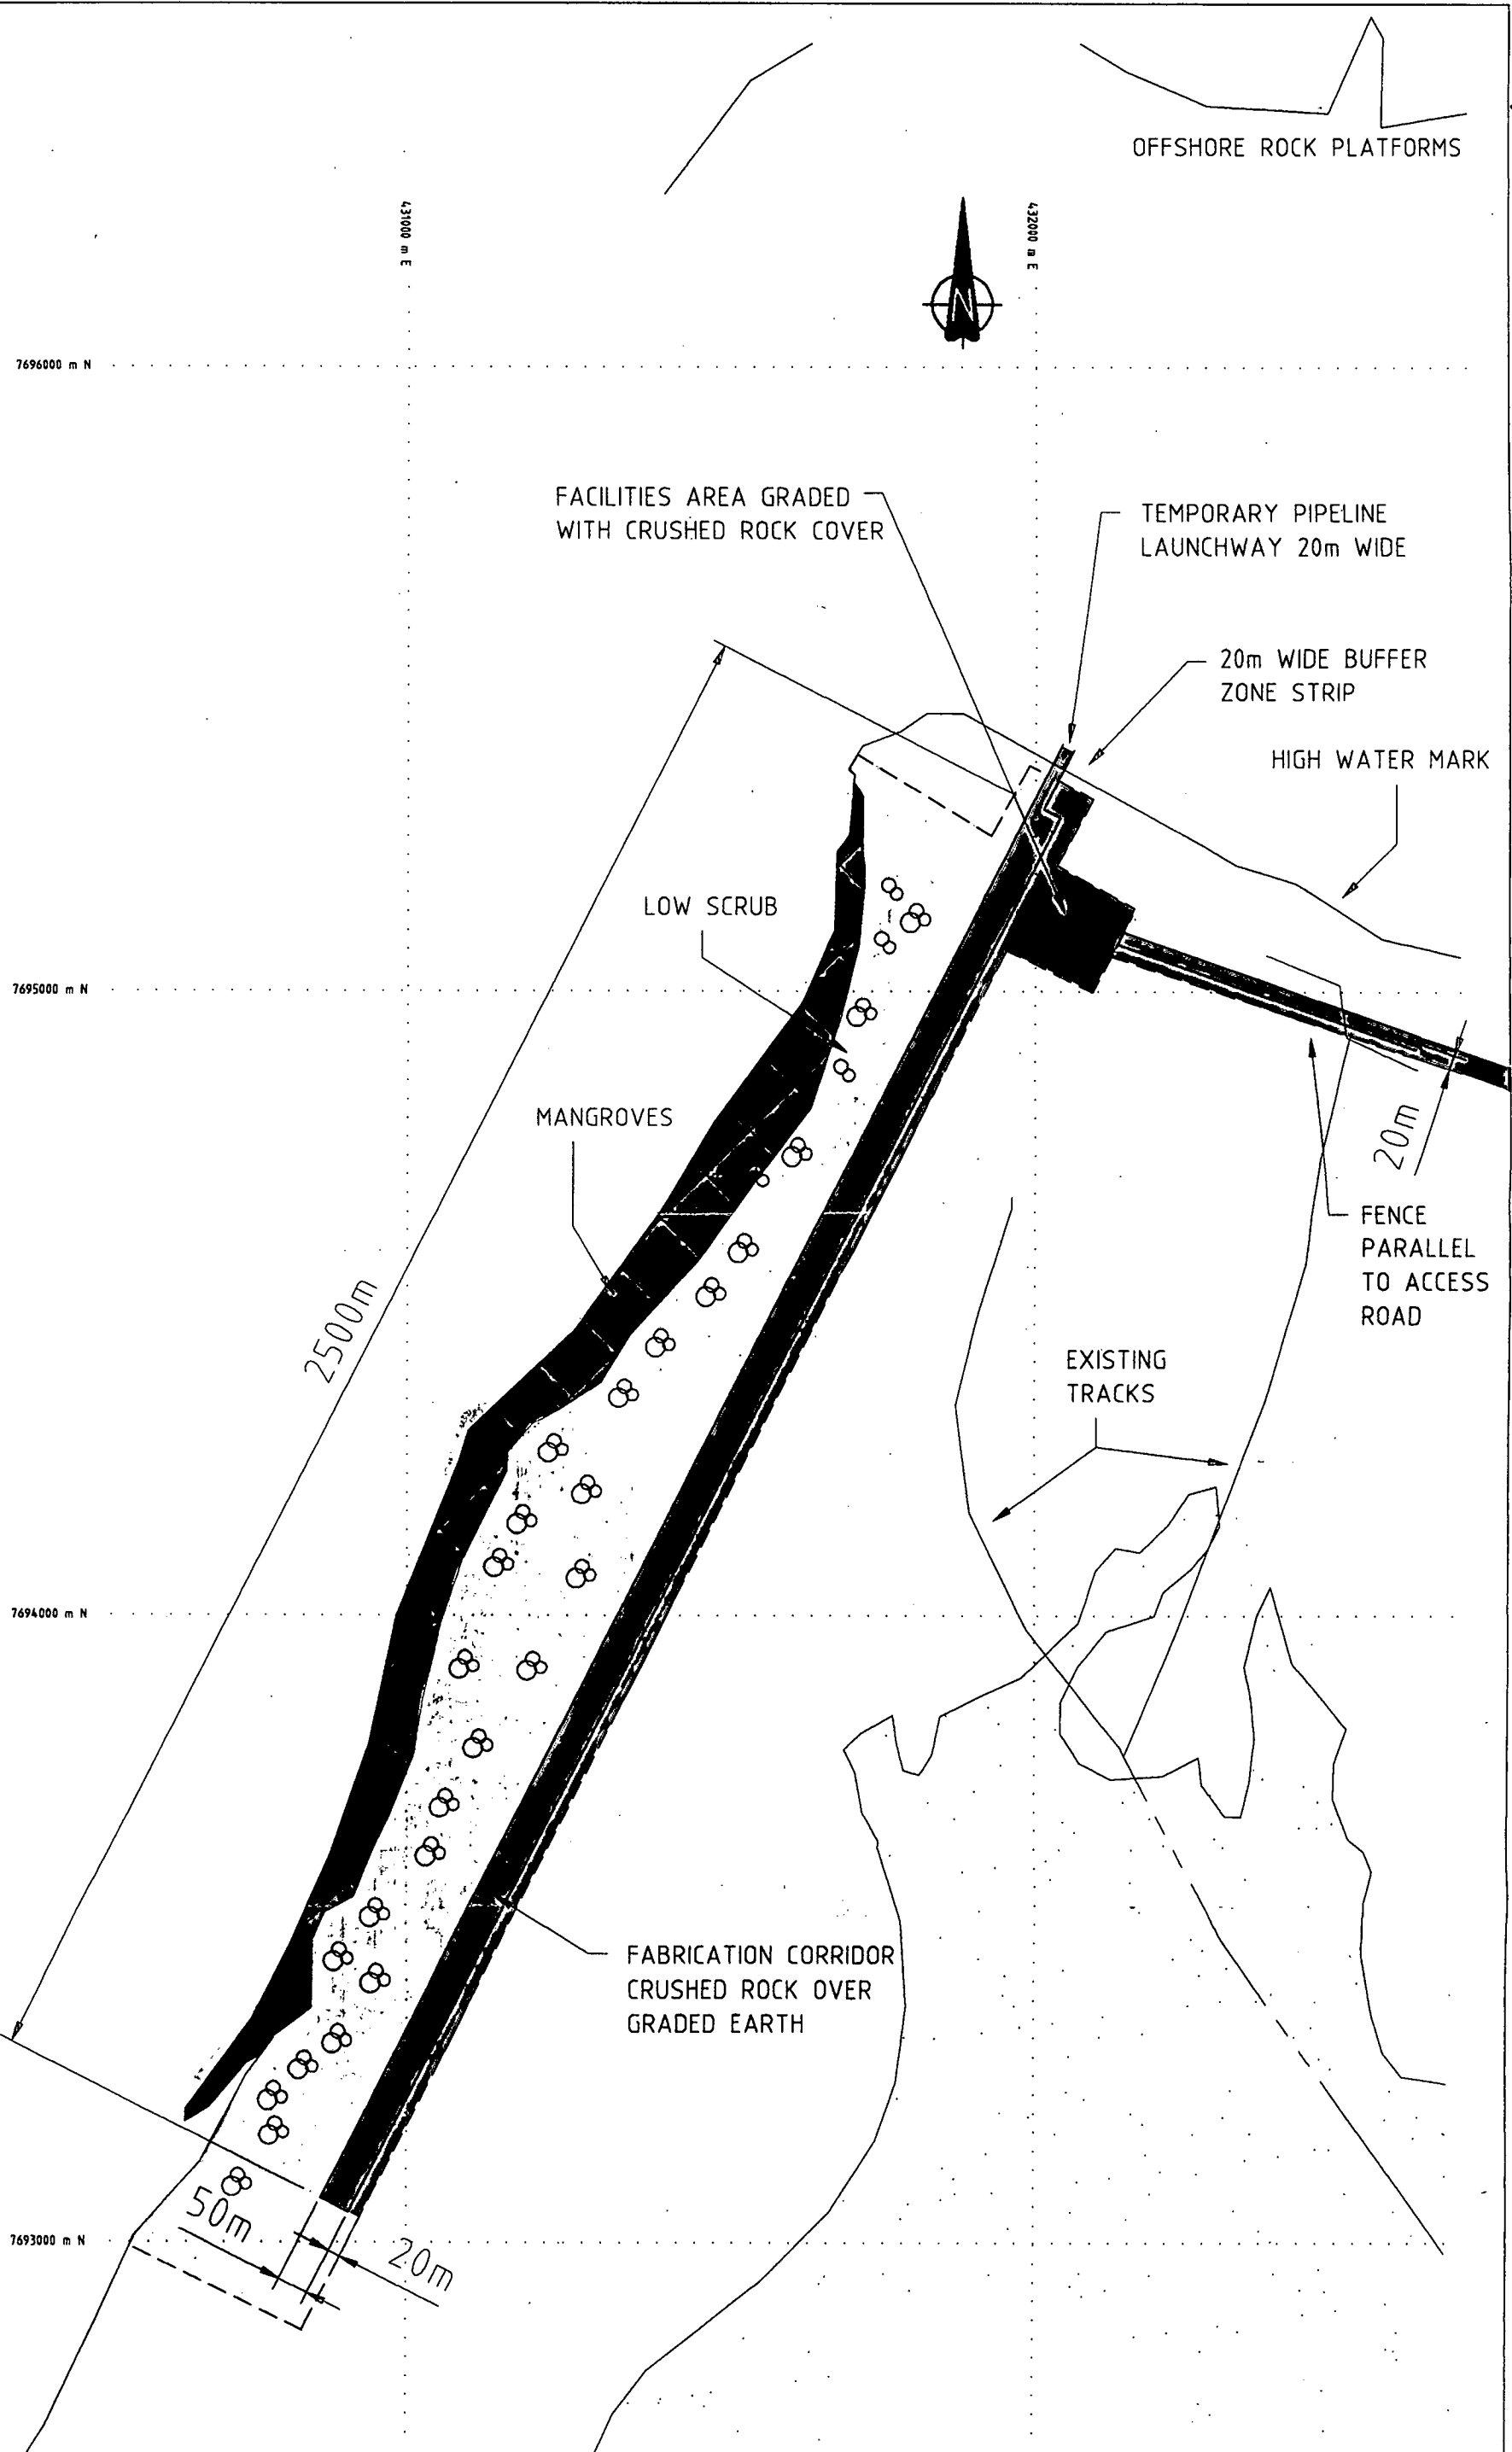 OFFSHORE ROCK PLATFORMS
431000 m E
432000 m E
N
7696000 m N
FACILITIES AREA GRADED
WITH CRUSHED ROCK COVER
TEMPORARY PIPELINE
LAUNCHWAY 20m WIDE
20m WIDE BUFFER
ZONE STRIP
HIGH WATER MARK
LOW SCRUB
7695000 m N
MANGROVES
20m
FENCE
PARALLEL
TO ACCESS
ROAD
2500m
EXISTING
TRACKS
7694000 m N
FABRICATION CORRIDOR
CRUSHED ROCK OVER
GRADED EARTH
50m
7693000 m N
20m